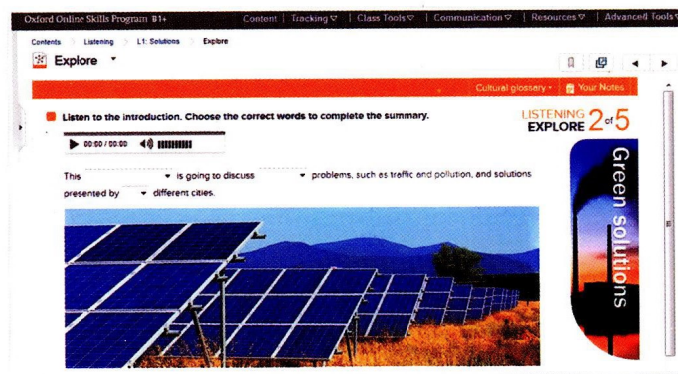 Oxford Online Skills Program B1+
Content | Tracking | Class Tools | Communication | Resources | Advanced Tools
Contents Listening L1: Solutions Explore
Explore
Cultural glossary Your Notes
Listen to the introduction. Choose the correct words to complete the summary.
LISTENING
EXPLORE 2 of 5
00:00 / 00:00
This is going to discuss problems, such as traffic and pollution, and solutions
presented by different cities.
Green solutions